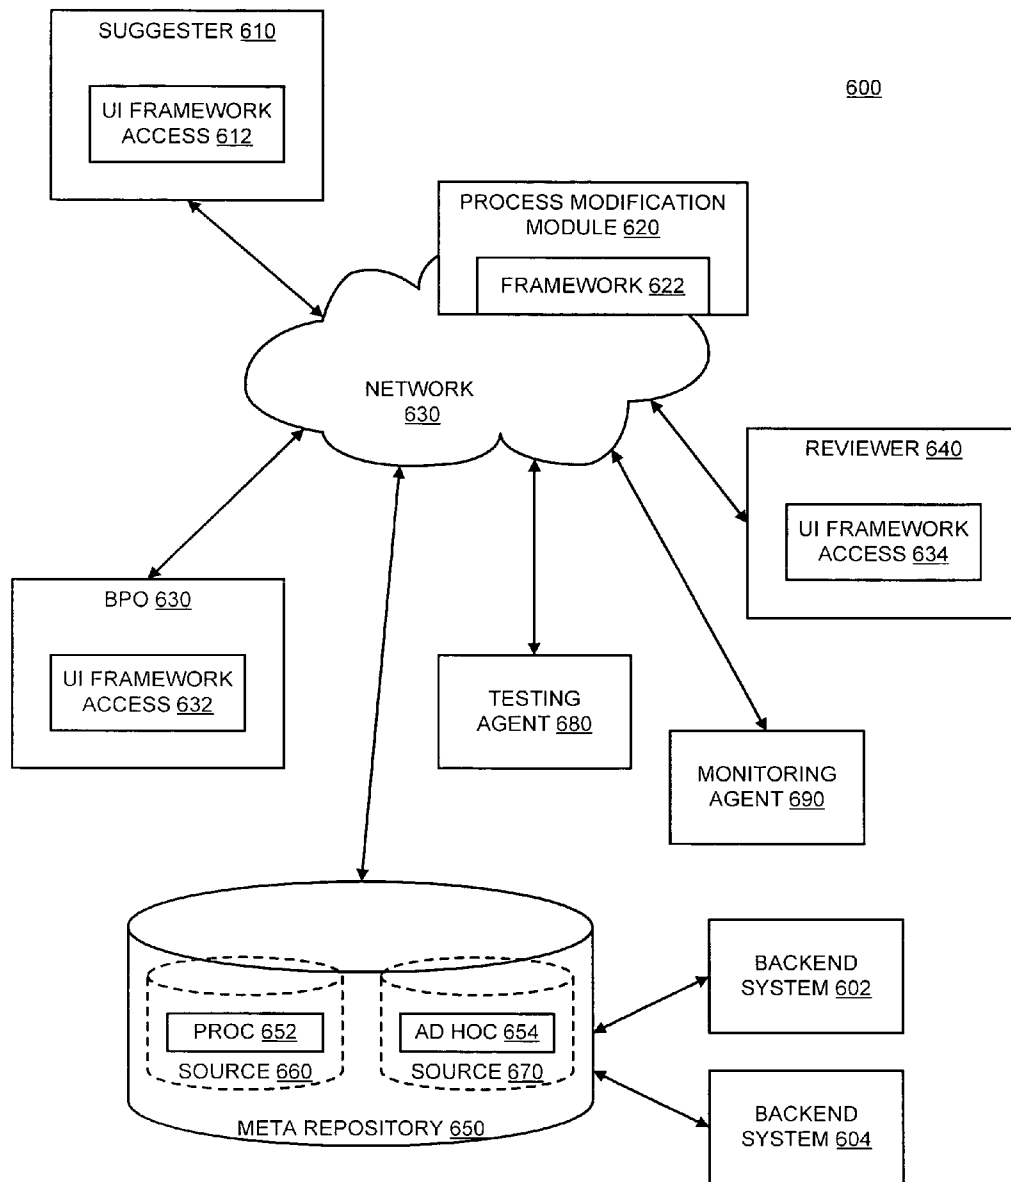 SUGGESTER 610
UI FRAMEWORK
ACCESS 612
600
PROCESS MODIFICATION
MODULE 620
FRAMEWORK 622
NETWORK
630
REVIEWER 640
UI FRAMEWORK
ACCESS 634
BPO 630
UI FRAMEWORK
ACCESS 632
TESTING
AGENT 680
MONITORING
AGENT 690
PROC 652
SOURCE 660
AD HOC 654
SOURCE 670
META REPOSITORY 650
BACKEND
SYSTEM 602
BACKEND
SYSTEM 604